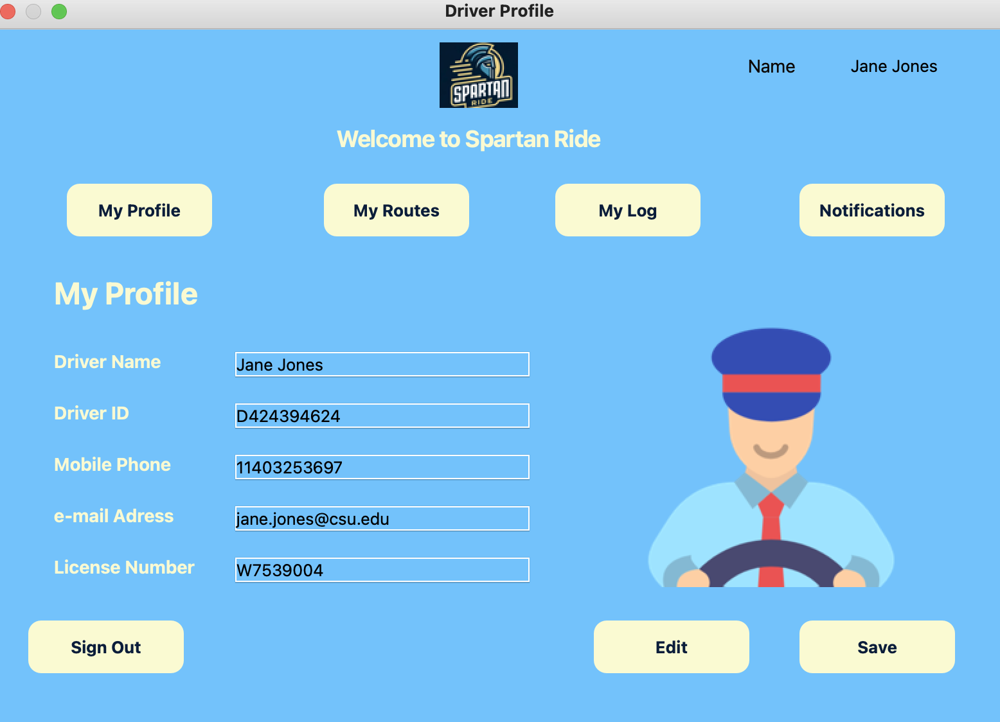 Driver Profile
SPARTAN
RIDE
Name Jane Jones
Welcome to Spartan Ride
My Profile My Routes My Log Notifications
My Profile
Driver Name Jane Jones
Driver ID D424394624
Mobile Phone 11403253697
e-mail Adress jane.jones@csu.edu
License Number W7539004
Sign Out Edit Save